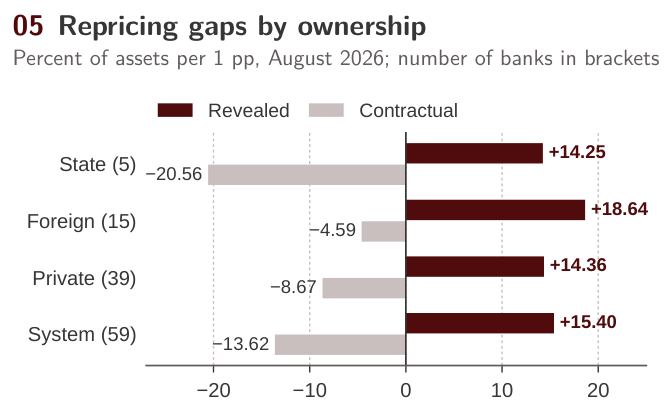 05 Repricing gaps by ownership
Percent of assets per 1 pp, August 2026; number of banks in brackets
Revealed Contractual
State (5) −20.56 +14.25
Foreign (15) −4.59 +18.64
Private (39) −8.67 +14.36
System (59) −13.62 +15.40
−20 −10 0 10 20